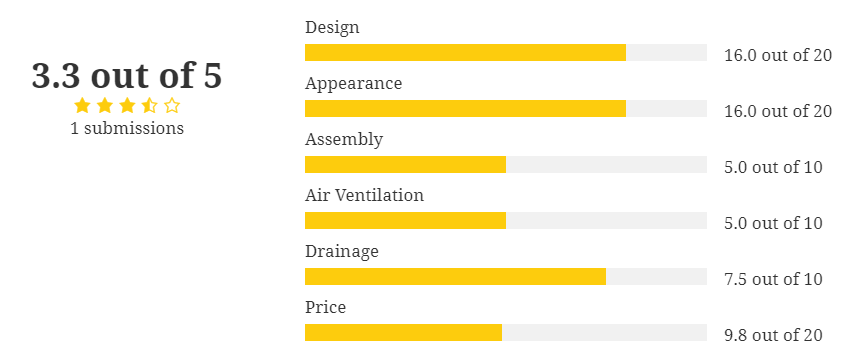 3.3 out of 5
1 submissions
Design
16.0 out of 20
Appearance
16.0 out of 20
Assembly
5.0 out of 10
Air Ventilation
5.0 out of 10
Drainage
7.5 out of 10
Price
9.8 out of 20